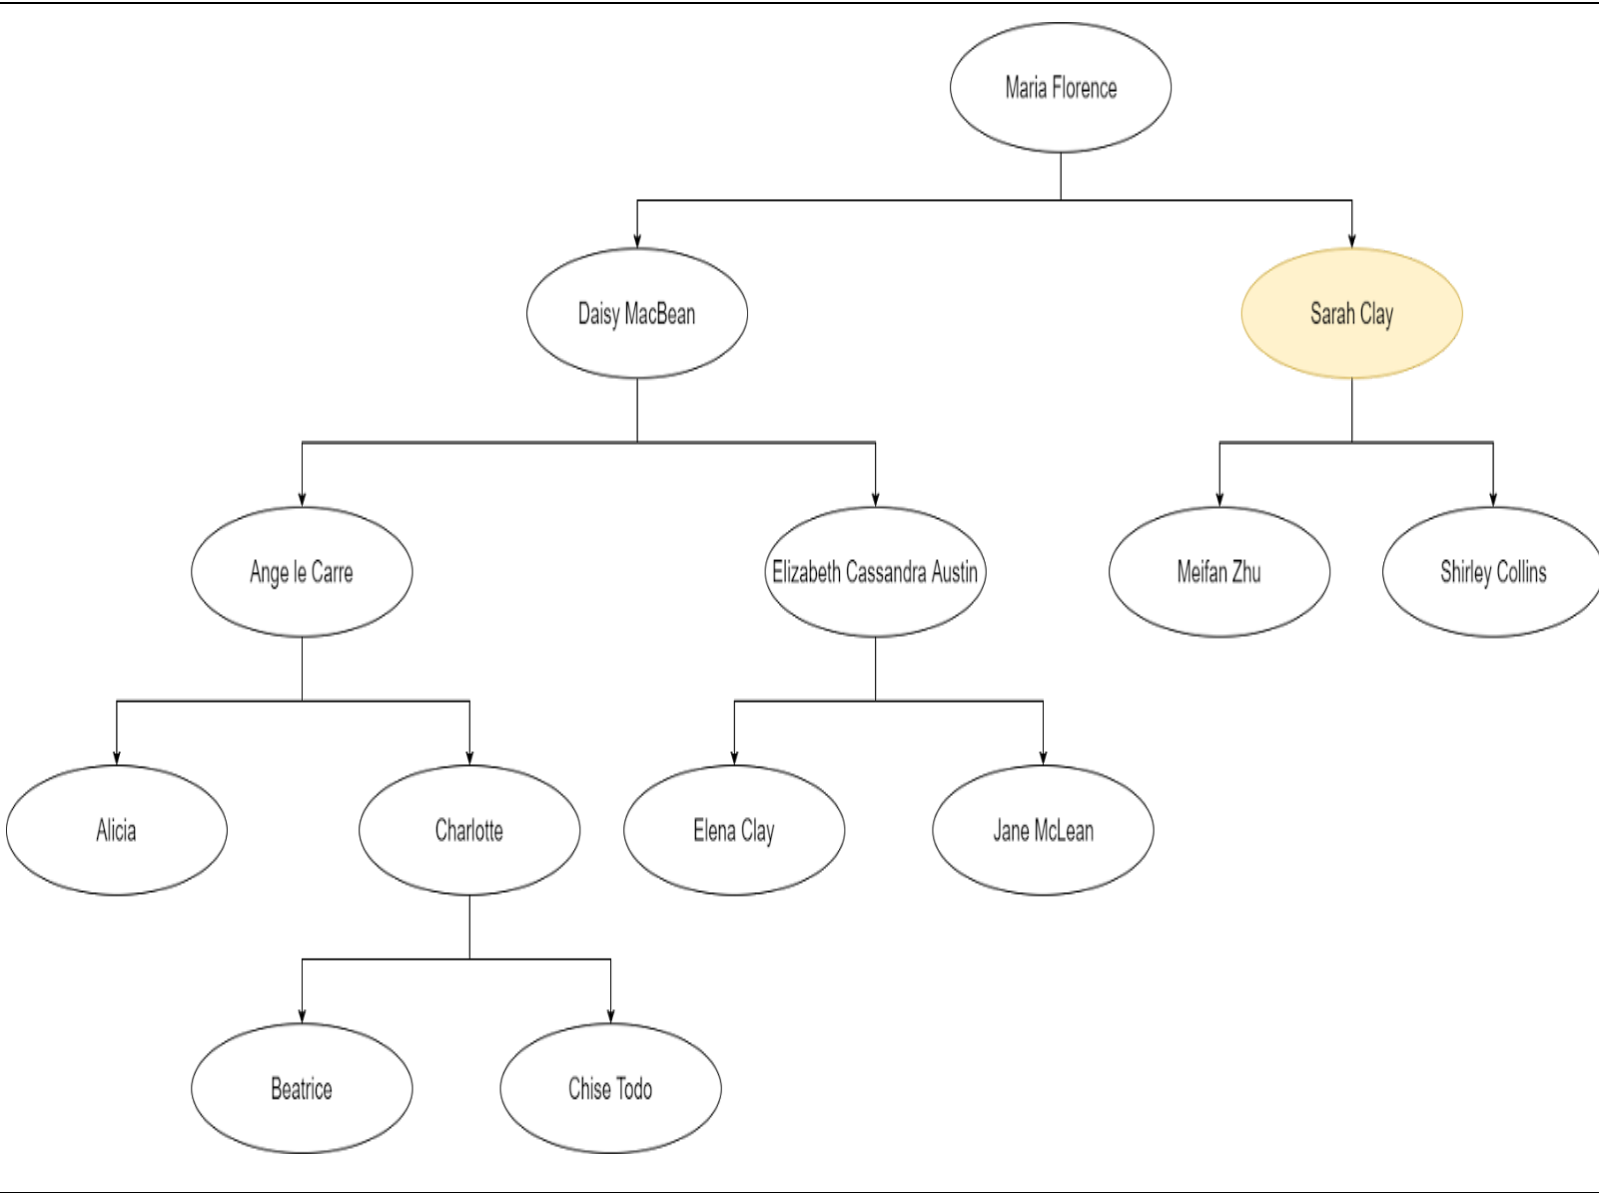 Maria Florence
Daisy MacBean
Sarah Clay
Ange le Carre
Elizabeth Cassandra Austin
Meifan Zhu
Shirley Collins
Alicia
Charlotte
Elena Clay
Jane McLean
Beatrice
Chise Todo